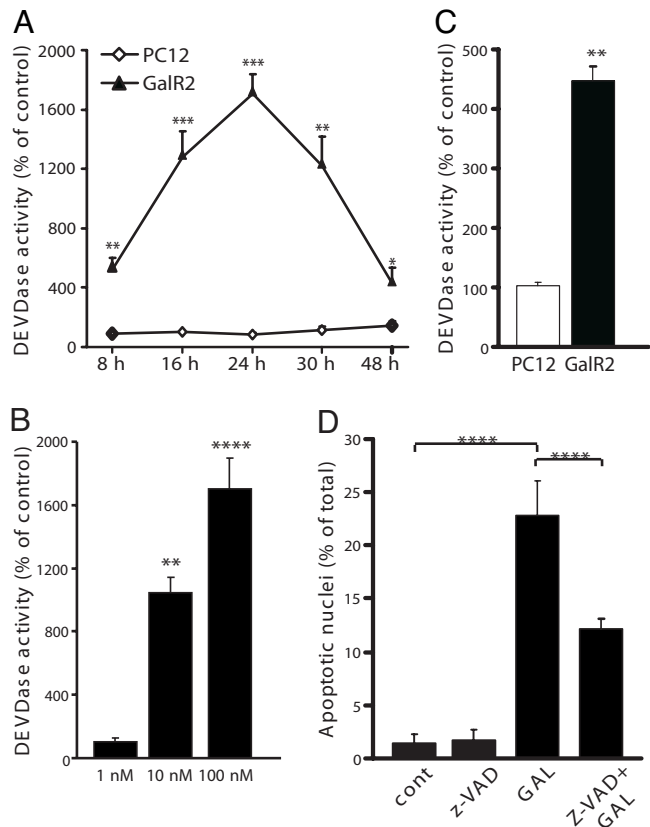 A
DEVDase activity (% of control)
2000
1600
1200
800
400
0
PC12
GalR2
**
***
***
**
*
8 h 16 h 24 h 30 h 48 h
C
DEVDase activity (% of control)
500
400
300
200
100
0
**
PC12 GalR2
B
DEVDase activity (% of control)
2000
1600
1200
800
400
0
**
****
1 nM 10 nM 100 nM
D
Apoptotic nuclei (% of total)
30
25
20
15
10
5
0
****
****
cont
z-VAD
GAL
Z-VAD+
GAL